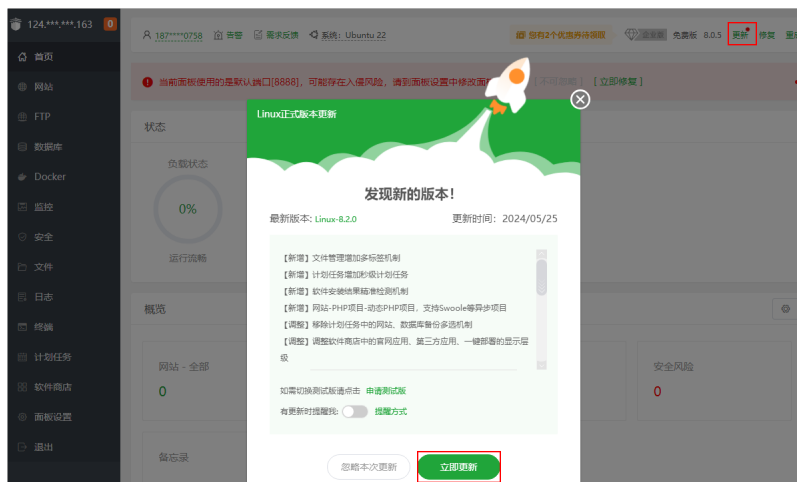 124.***.***.163 0
187****0758 告警 需求反馈 系统: Ubuntu 22 您有2个优惠券待领取 免费版 8.0.5 更新 修复 重
首页
网站
当前面板使用的是默认端口[8888], 可能存在入侵风险, 请到面板设置中修改面 [不可忽略] [立即修复]
FTP
数据库
Docker
监控
安全
文件
日志
终端
计划任务
软件商店
面板设置
退出
状态
负载状态
0%
运行流畅
概览
网站 - 全部
0
安全风险
0
备忘录
Linux正式版本更新
发现新的版本!
最新版本: Linux-8.2.0 更新时间: 2024/05/25
【新增】文件管理增加多标签机制
【新增】计划任务增加秒级计划任务
【新增】软件安装结果精准检测机制
【新增】网站-PHP项目-动态PHP项目, 支持Swoole等异步项目
【调整】移除计划任务中的网站、数据库备份多选机制
【调整】调整软件商店中的官网应用、第三方应用、一键部署的显示层
级
如需切换测试版请点击 申请测试版
有更新时提醒我: 提醒方式
忽略本次更新 立即更新